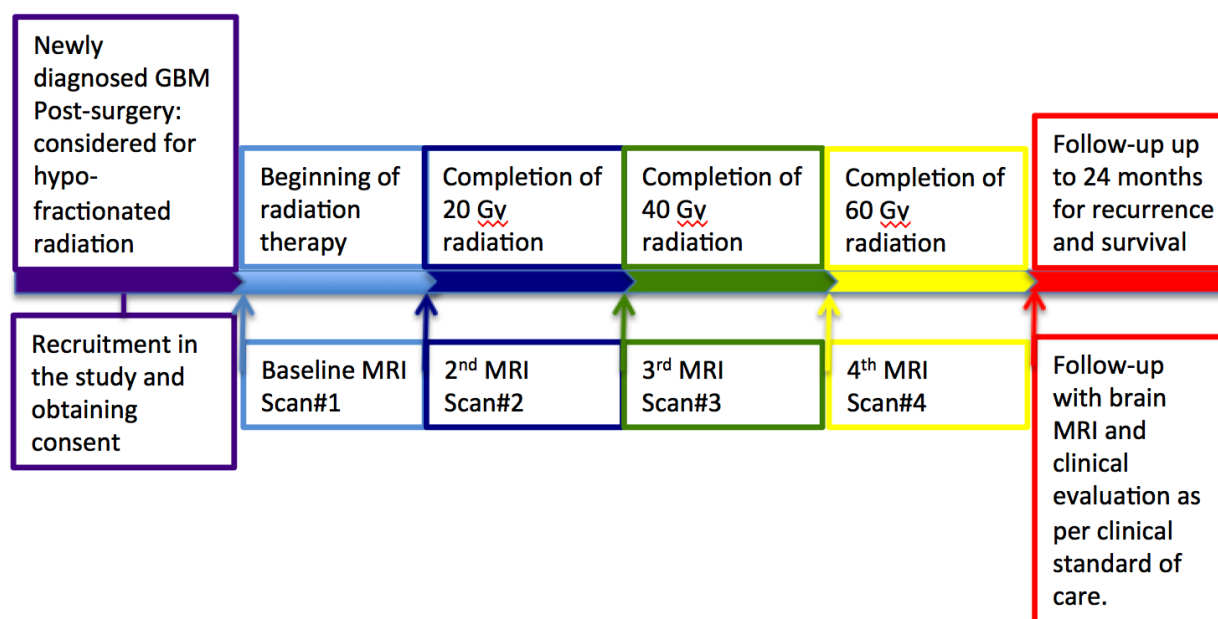 Newly
diagnosed GBM
Post-surgery:
considered for
hypo-
fractionated
radiation
Beginning of
radiation
therapy
Completion of
20 Gy
radiation
Completion of
40 Gy
radiation
Completion of
60 Gy
radiation
Follow-up up
to 24 months
for recurrence
and survival
Recruitment in
the study and
obtaining
consent
Baseline MRI
Scan#1
2nd MRI
Scan#2
3rd MRI
Scan#3
4th MRI
Scan#4
Follow-up
with brain
MRI and
clinical
evaluation as
per clinical
standard of
care.